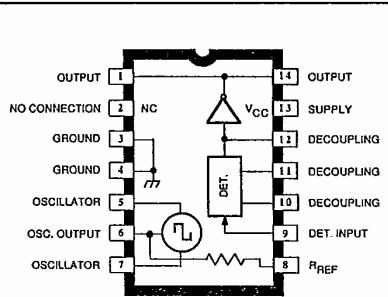 OUTPUT 1 14 OUTPUT
NO CONNECTION 2 NC VCC 13 SUPPLY
GROUND 3 12 DECOUPLING
GROUND 4 11 DECOUPLING
DET.
OSCILLATOR 5 10 DECOUPLING
OSC. OUTPUT 6 9 DET. INPUT
OSCILLATOR 7 8 RREF